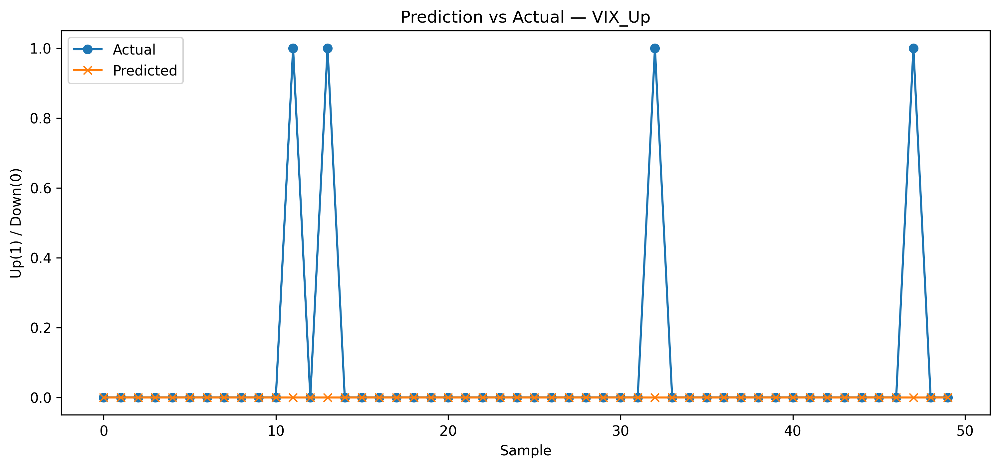 Prediction vs Actual — VIX_Up
Actual
Predicted
1.0
0.8
0.6
0.4
0.2
0.0
Up(1) / Down(0)
0 10 20 30 40 50
Sample